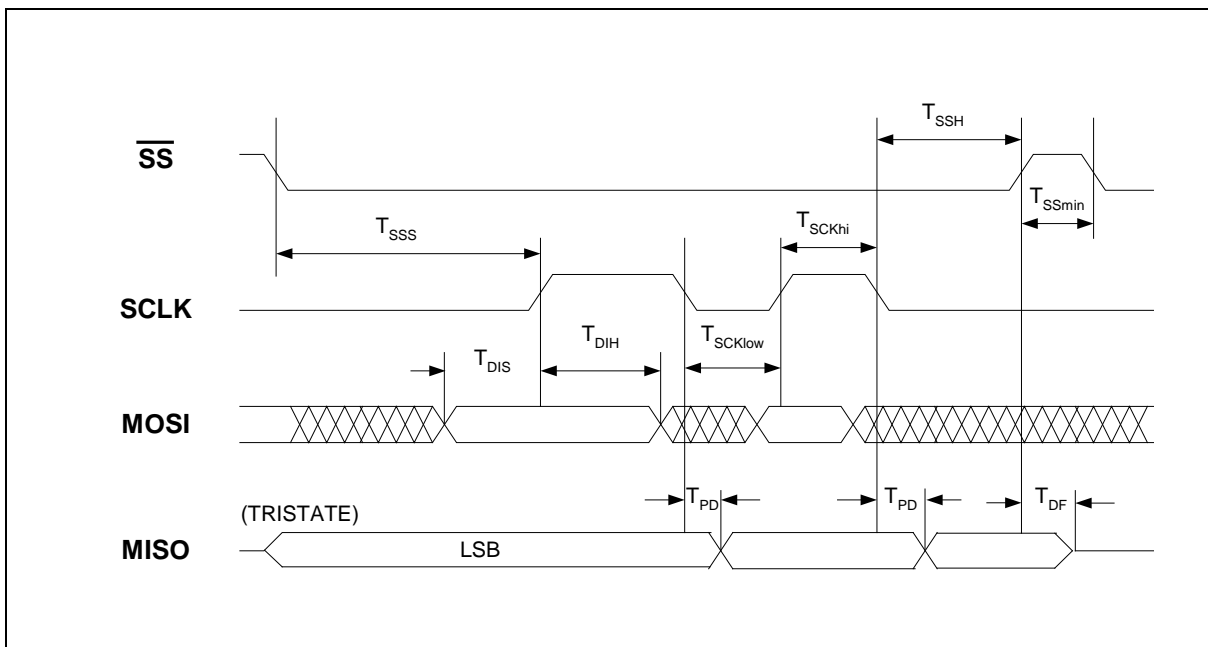 T_SSH
SS
T_SSmin
T_SSS
T_SCKhi
SCLK
T_DIH
T_SCKlow
T_DIS
MOSI
T_PD
T_PD
T_DF
(TRISTATE)
MISO
LSB